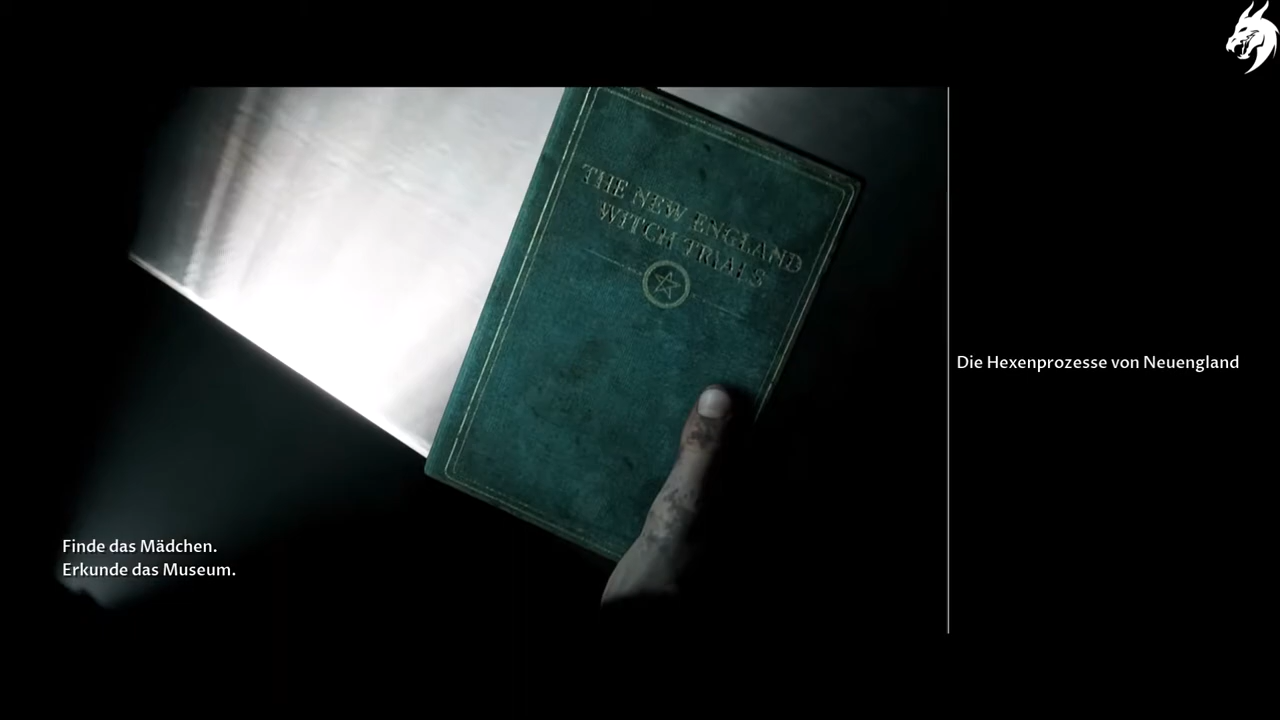 THE NEW ENGLAND
WITCH TRIALS
Die Hexenprozesse von Neuengland
Finde das Mädchen.
Erkunde das Museum.